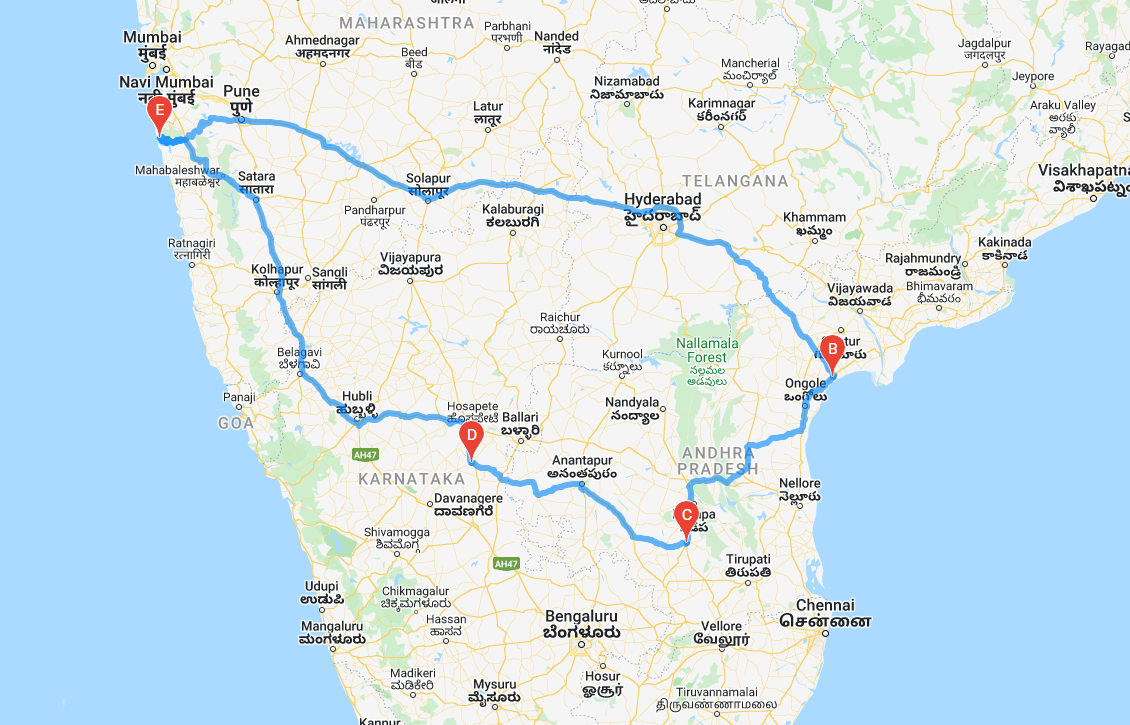 MAHARASHTRA
Parbhani
परभणी
Mumbai
मुंबई
Ahmednagar
अहमदनगर
Beed
बीड
Nanded
नांदेड
Jagdalpur
जगदलपुर
Rayagad
Navi Mumbai
Pune
पुणे
Mancherial
మంచిర్యాల్
Jeypore
Nizamabad
నిజామాబాదు
Latur
लातूर
Karimnagar
కరీంనగర్
Araku Valley
అరకు
వ్యాలీ
E
Mahabaleshwar
महाबळेश्वर
Satara
सातारा
Solapur
सोलापूर
TELANGANA
Visakhapatna
విశాఖపట్నం
Pandharpur
पंढरपूर
Kalaburagi
ಕಲಬುರಗಿ
Hyderabad
హైదరాబాద్
Khammam
ఖమ్మం
Ratnagiri
रत्नागिरी
Vijayapura
ವಿಜಯಪುರ
Rajahmundry
రాజమండ్రి
Kakinada
కాకినాడ
Kolhapur
कोल्हापूर
Sangli
सांगली
Vijayawada
విజయవాడ
Bhimavaram
భీమవరం
Raichur
ರಾಯಚೂರು
Belagavi
ಬೆಳಗಾವಿ
Kurnool
కర్నూలు
Nallamala
Forest
నల్లమల
అడవులు
B
Ongole
ఒంగోలు
Panaji
GOA
Hubli
ಹುಬ್ಬಳ್ಳಿ
Hosapete
ಹೊಸಪೇಟೆ
Ballari
ಬಳ್ಳಾರಿ
Nandyala
నంద్యాల
D
AH47
KARNATAKA
Anantapur
అనంతపురం
ANDHRA
PRADESH
Nellore
నెల్లూరు
Davanagere
ದಾವಣಗೆರೆ
C
Shivamogga
ಶಿವಮೊಗ್ಗ
AH47
Tirupati
తిరుపతి
Udupi
ಉಡುಪಿ
Chikmagalur
ಚಿಕ್ಕಮಗಳೂರು
Hassan
ಹಾಸನ
Bengaluru
ಬೆಂಗಳೂರು
Chennai
சென்னை
Mangaluru
ಮಂಗಳೂರು
Vellore
வேலூர்
Madikeri
ಮಡಿಕೇರಿ
Mysuru
ಮೈಸೂರು
Hosur
ஓசூர்
Tiruvannamalai
திருவண்ணாமலை
Kannur